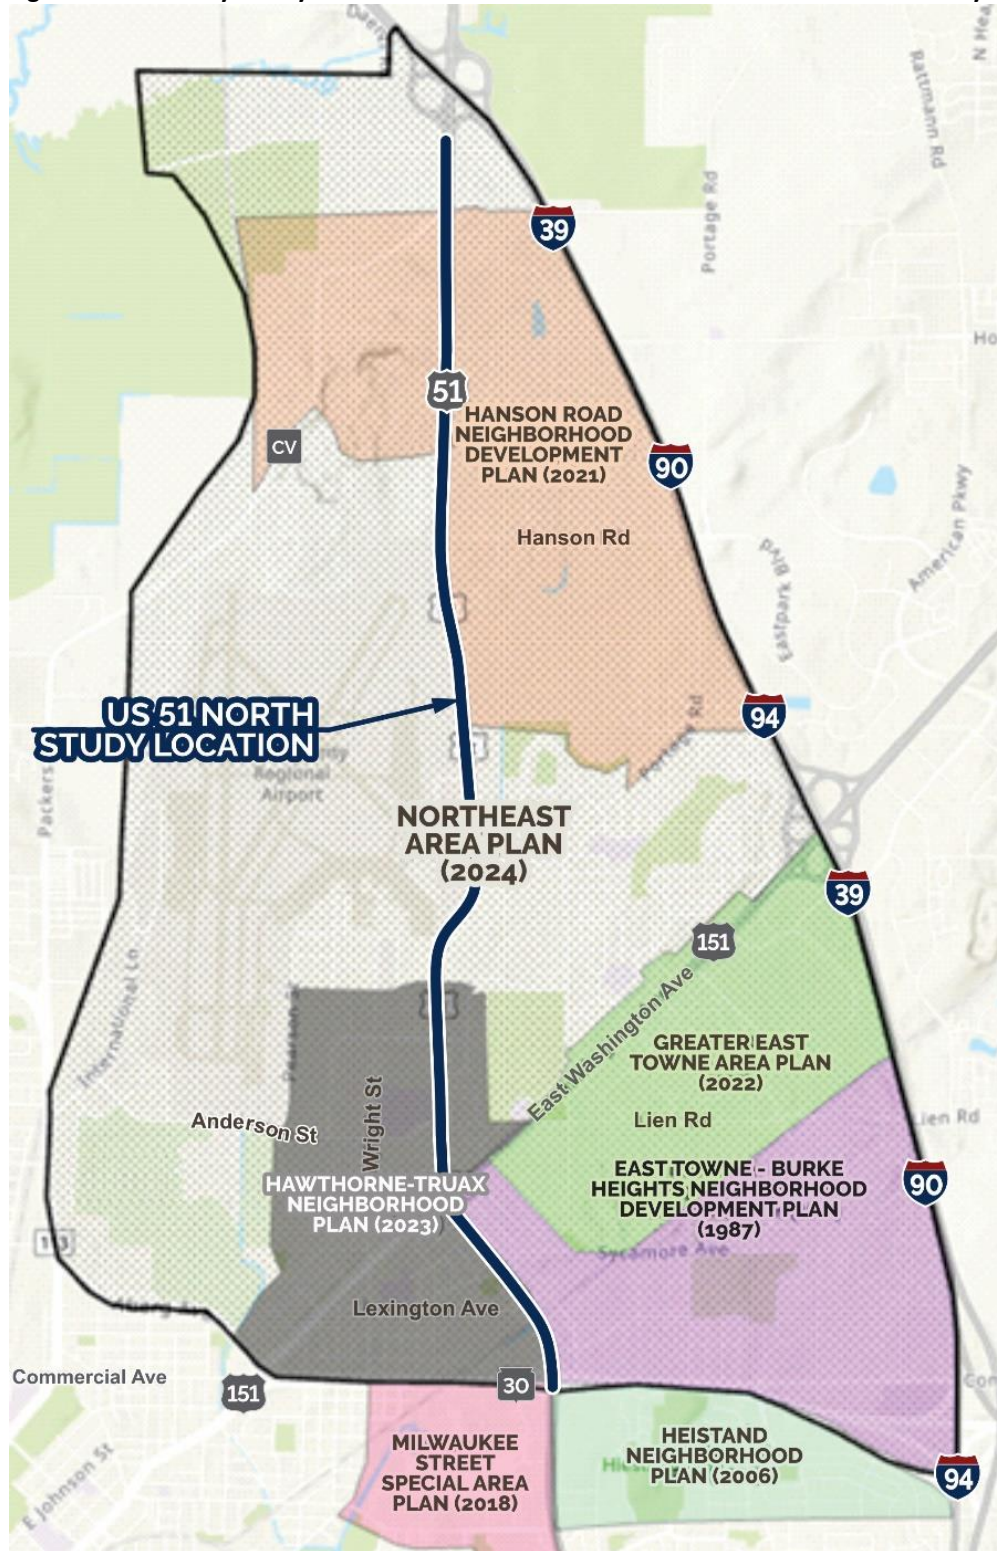 Rattmann Rd
Portage Rd
39
51
HANSON ROAD
NEIGHBORHOOD
DEVELOPMENT
PLAN (2021)
CV
90
Hanson Rd
American Pkwy
Eastpark Blvd
US 51 NORTH
STUDY LOCATION
94
Regional
Airport
Packers
NORTHEAST
AREA PLAN
(2024)
39
151
East Washington Ave
International Ln
GREATER EAST
TOWNE AREA PLAN
(2022)
Lien Rd
Lien Rd
Anderson St
Wright St
HAWTHORNE-TRUAX
NEIGHBORHOOD
PLAN (2023)
EAST TOWNE - BURKE
HEIGHTS NEIGHBORHOOD
DEVELOPMENT PLAN
(1987)
90
Sycamore Ave
Lexington Ave
Commercial Ave
151
30
E Johnson St
MILWAUKEE
STREET
SPECIAL AREA
PLAN (2018)
HEISTAND
NEIGHBORHOOD
PLAN (2006)
94